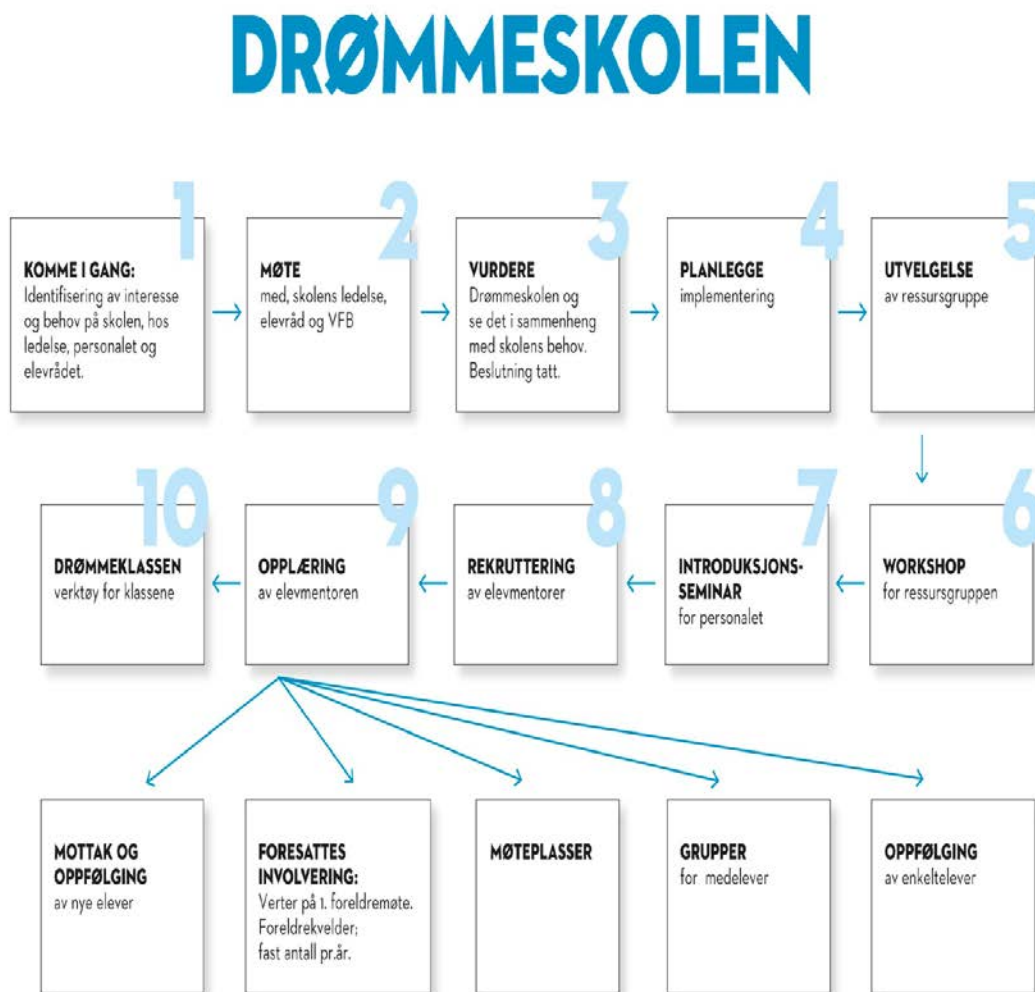 DRØMMESKOLEN
1
KOMME I GANG:
Identifisering av interesse
og behov på skolen, hos
ledelse, personalet og
elevrådet.
2
MØTE
med, skolens ledelse,
elevråd og VFB
3
VURDERE
Drømmeskolen og
se det i sammenheng
med skolens behov.
Beslutning tatt.
4
PLANLEGGE
implementering
5
UTVELGELSE
av ressursgruppe
6
WORKSHOP
for ressursgruppen
7
INTRODUKSJONS-
SEMINAR
for personalet
8
REKRUTTERING
av elevmentorer
9
OPPLÆRING
av elevmentoren
10
DRØMMEKLASSEN
verktøy for klassene
MOTTAK OG
OPPFØLGING
av nye elever
FORESATTES
INVOLVERING:
Verter på 1. foreldremøte.
Foreldrekvelder;
fast antall pr.år.
MØTEPLASSER
GRUPPER
for medelever
OPPFØLGING
av enkeltelever